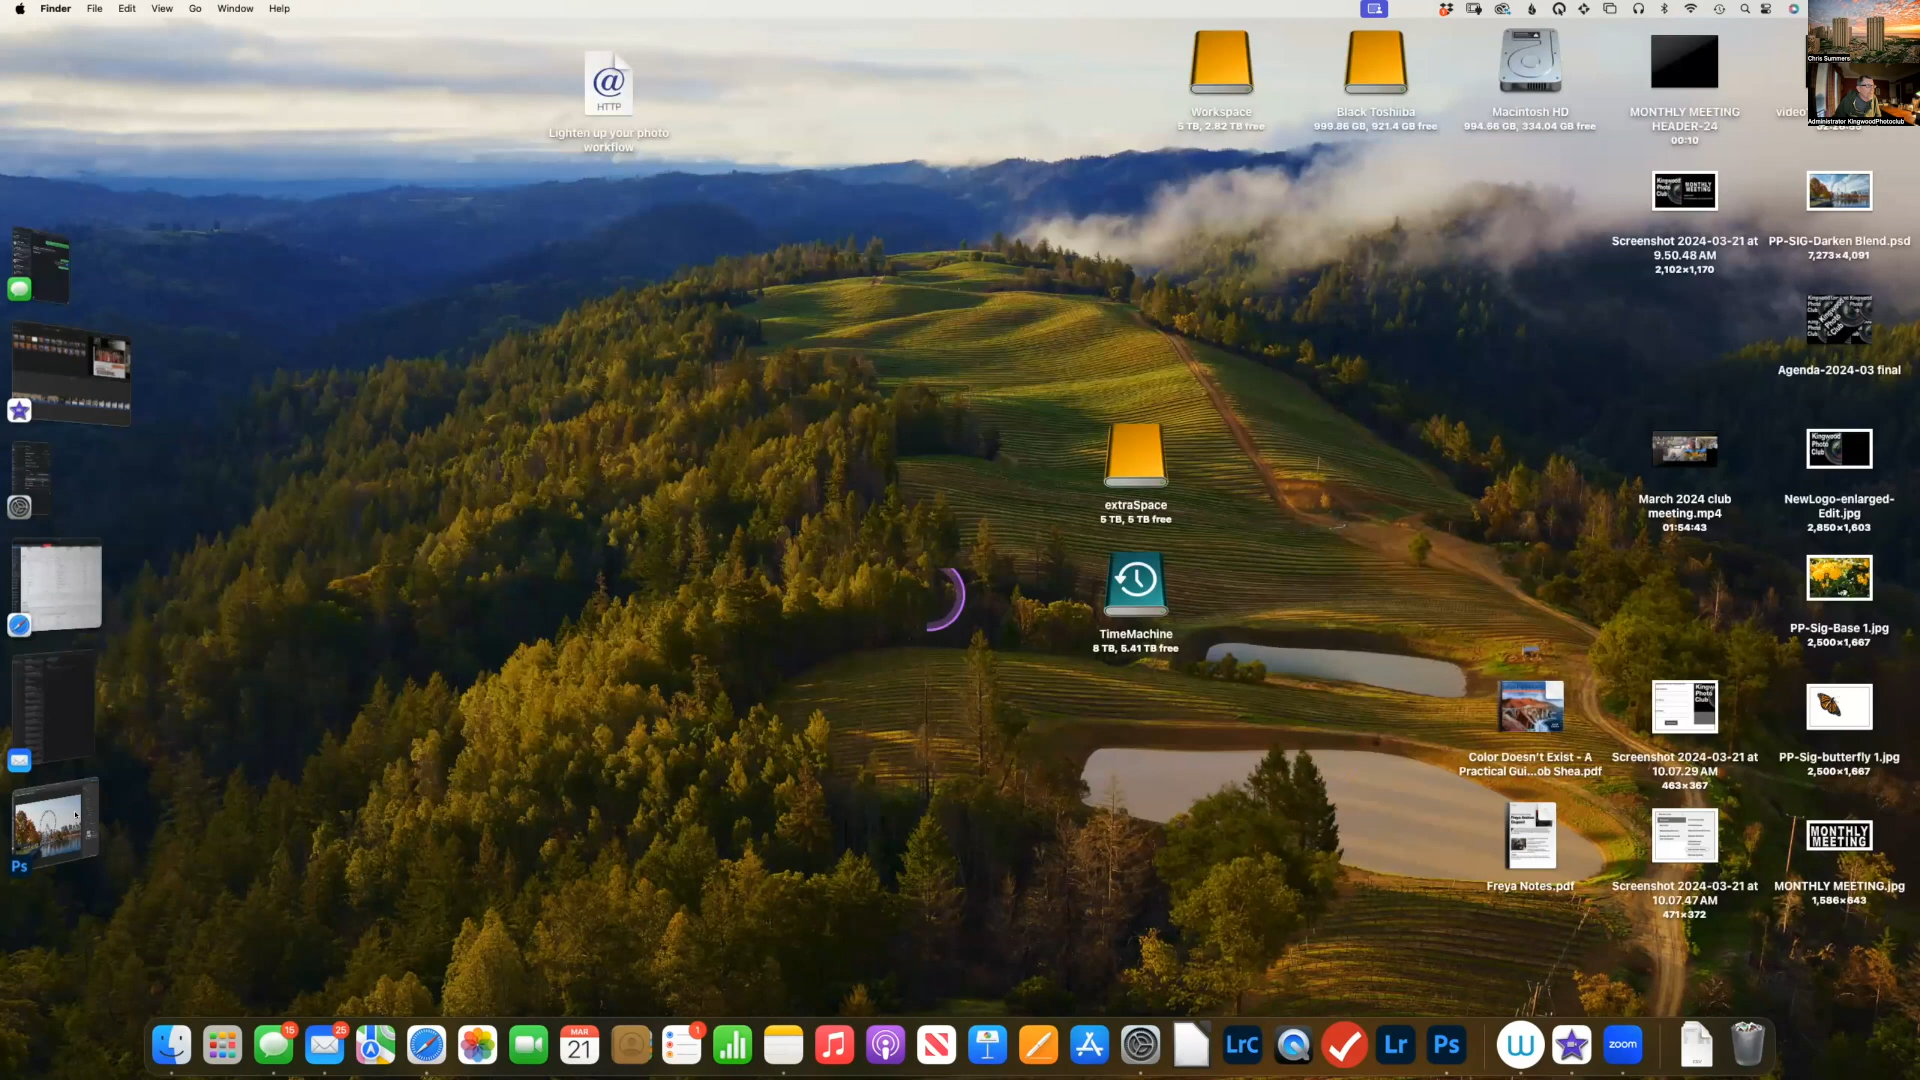 Finder File Edit View Go Window Help
Chris Summers
Administrator KingwoodPhotoclub
HTTP
Lighten up your photo
workflow
Workspace
5 TB, 2.82 TB free
Black Toshiba
999.86 GB, 921.4 GB free
Macintosh HD
994.66 GB, 334.04 GB free
MONTHLY MEETING
HEADER-24
00:10
video
Kingwood
Photo
Club
MONTHLY
MEETING
Screenshot 2024-03-21 at
9.50.48 AM
2,102×1,170
PP-SIG-Darken Blend.psd
7,273×4,091
Agenda-2024-03 final
extraSpace
5 TB, 5 TB free
March 2024 club
meeting.mp4
01:54:43
Kingwood
Photo
Club
NewLogo-enlarged-
Edit.jpg
2,850×1,603
TimeMachine
8 TB, 5.41 TB free
PP-Sig-Base 1.jpg
2,500×1,667
Color Doesn't Exist - A
Practical Gui...ob Shea.pdf
Screenshot 2024-03-21 at
10.07.29 AM
463×367
PP-Sig-butterfly 1.jpg
2,500×1,667
Freya Notes.pdf
Screenshot 2024-03-21 at
10.07.47 AM
471×372
MONTHLY
MEETING
MONTHLY MEETING.jpg
1,586×643
Ps
15
25
MAR
21
1
LrC
Lr
Ps
W
zoom